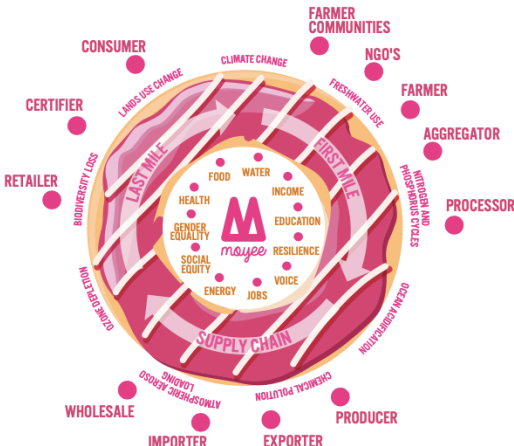 FARMER
COMMUNITIES
NGO'S
FARMER
AGGREGATOR
PROCESSOR
PRODUCER
EXPORTER
IMPORTER
WHOLESALE
RETAILER
CERTIFIER
CONSUMER
CLIMATE CHANGE
FRESHWATER USE
NITROGEN AND
PHOSPHORUS CYCLES
OCEAN ACIDIFICATION
CHEMICAL POLUTION
ATMOSPHERIC AEROSO
LOADING
OZONE DEPLETION
BIODIVERSITY LOSS
LANDS USE CHANGE
FIRST MILE
SUPPLY CHAIN
LAST MILE
WATER
INCOME
EDUCATION
RESILIENCE
VOICE
JOBS
ENERGY
SOCIAL
EQUITY
GENDER
EQUALITY
HEALTH
FOOD
moyee